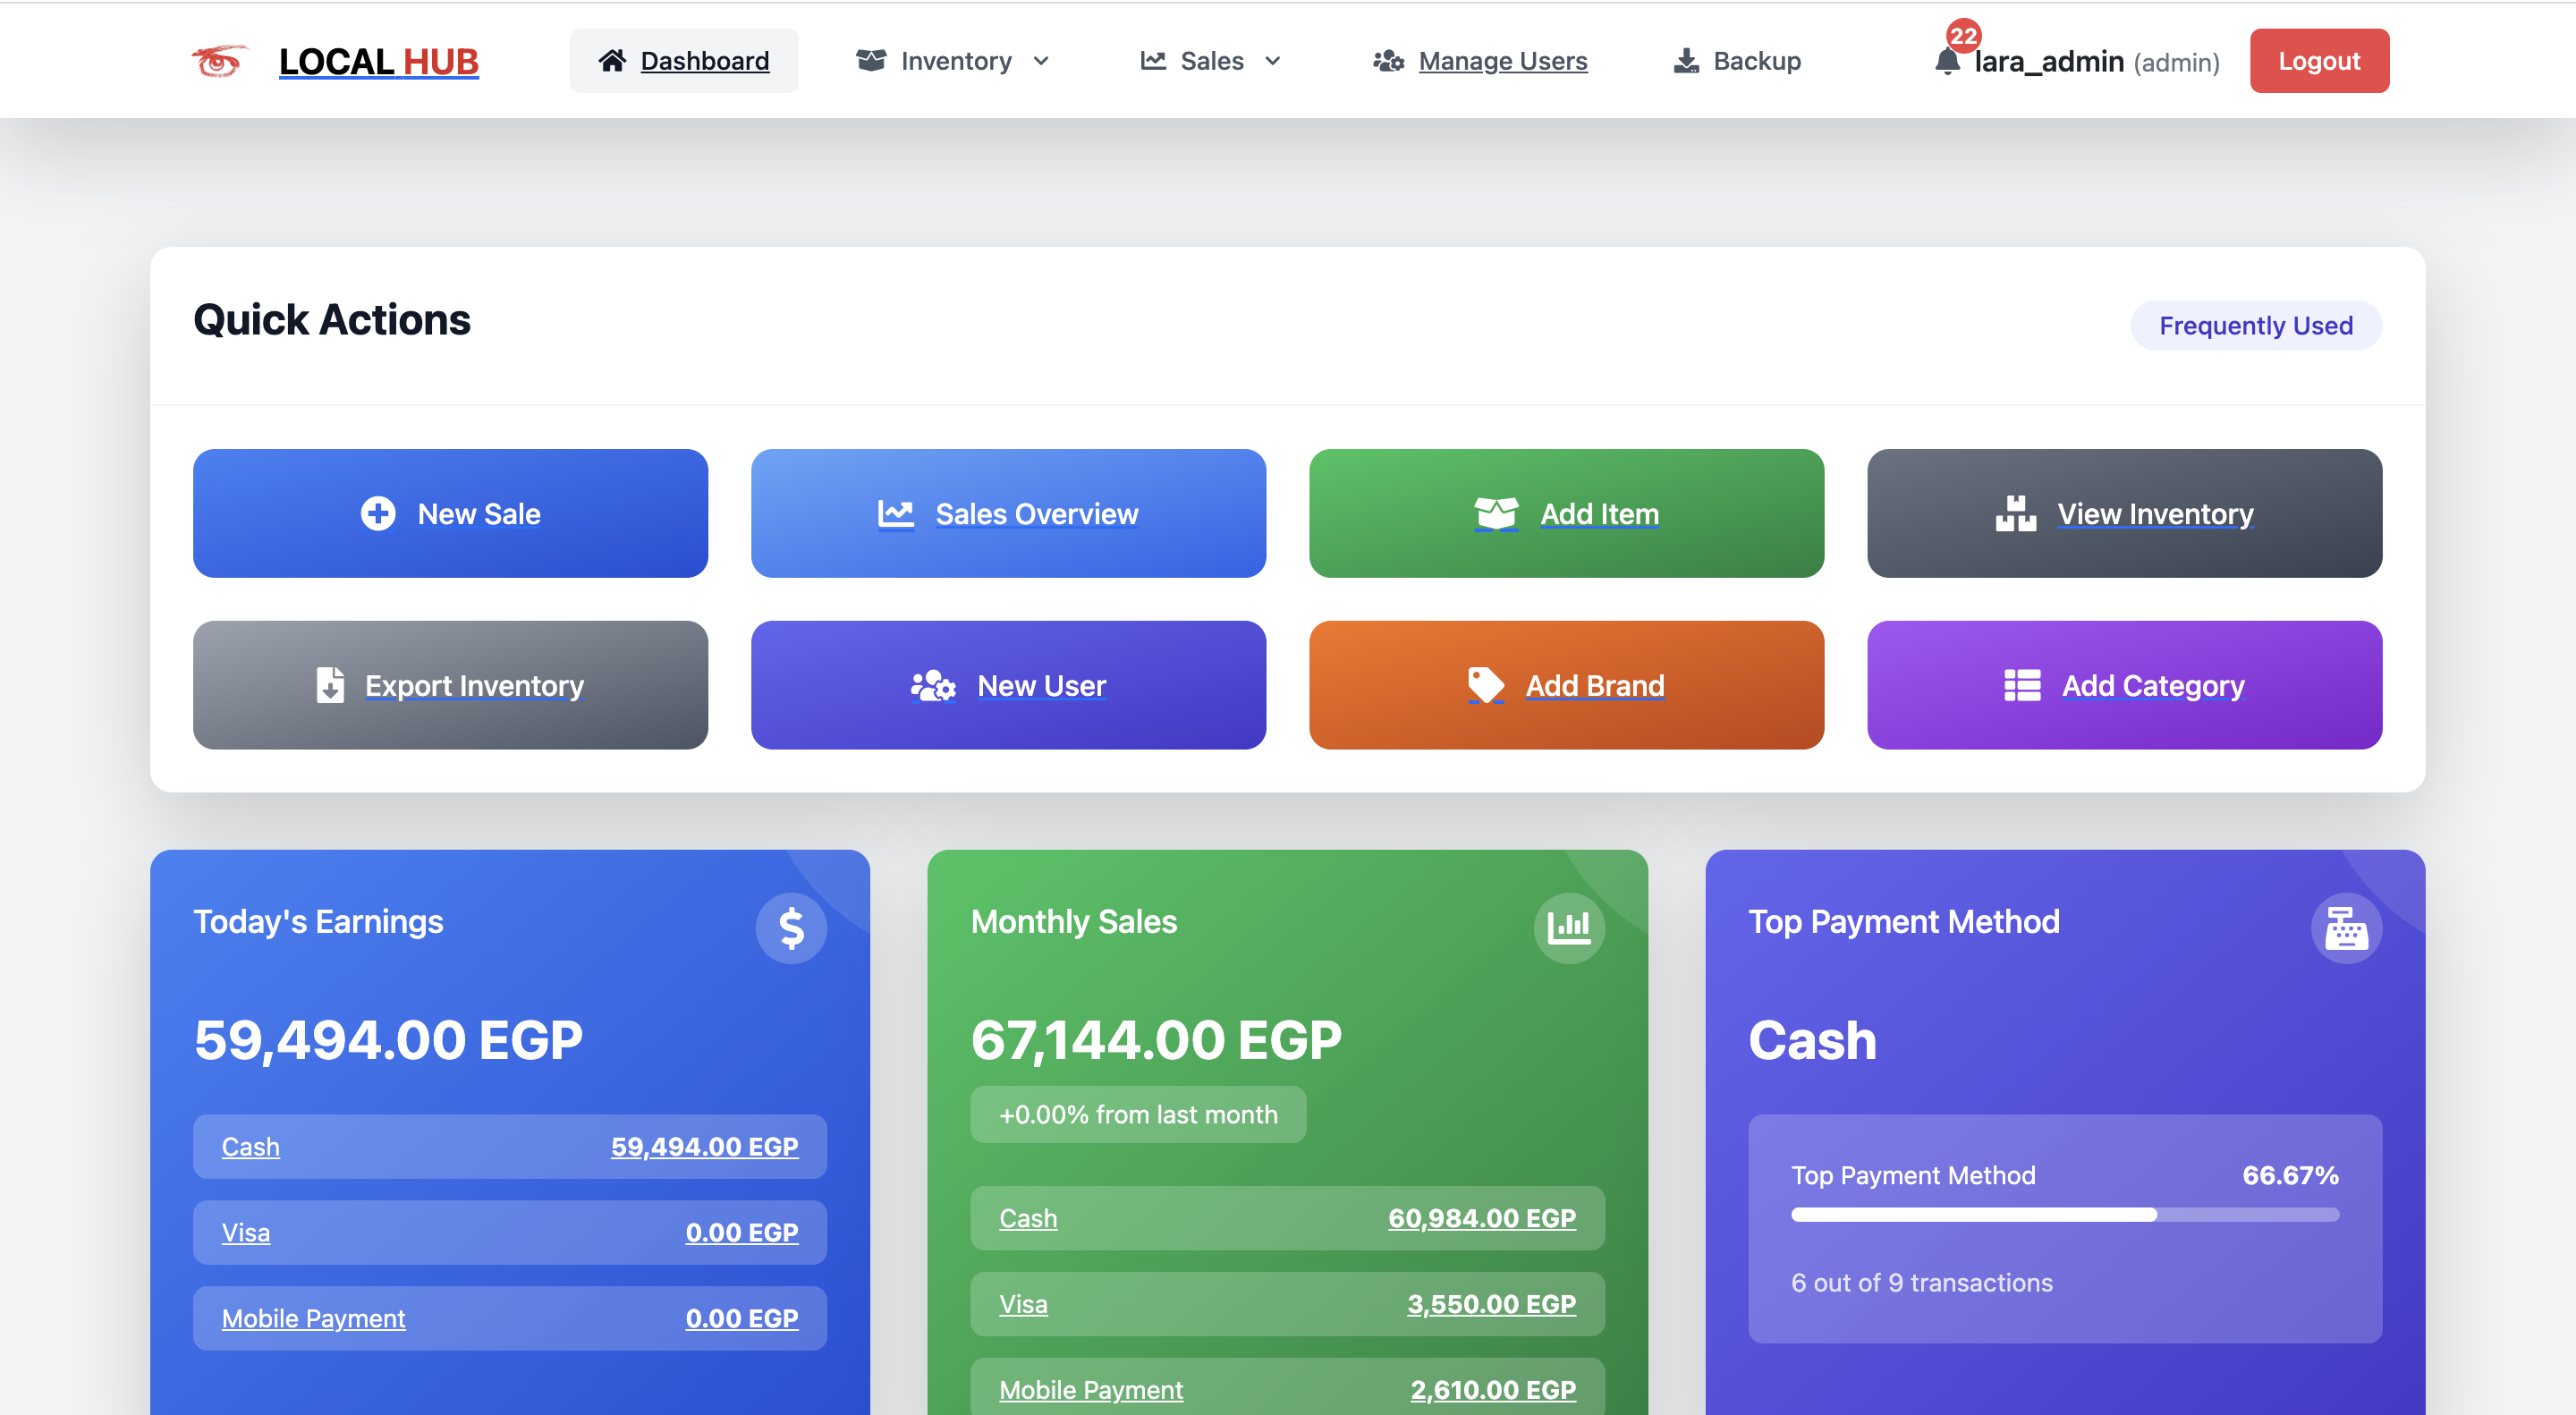 LOCAL HUB
Dashboard
Inventory
Sales
Manage Users
Backup
22
lara_admin (admin)
Logout
Quick Actions
Frequently Used
New Sale
Sales Overview
Add Item
View Inventory
Export Inventory
New User
Add Brand
Add Category
Today's Earnings
$
59,494.00 EGP
Cash 59,494.00 EGP
Visa 0.00 EGP
Mobile Payment 0.00 EGP
Monthly Sales
67,144.00 EGP
+0.00% from last month
Cash 60,984.00 EGP
Visa 3,550.00 EGP
Mobile Payment 2,610.00 EGP
Top Payment Method
Cash
Top Payment Method 66.67%
6 out of 9 transactions